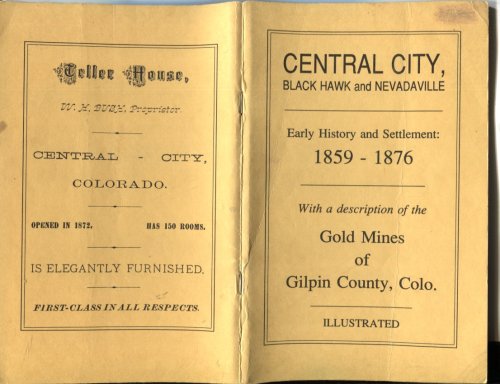 Teller House,
W. H. BUSH, Proprietor
CENTRAL - CITY,
COLORADO.
OPENED IN 1872. HAS 150 ROOMS.
IS ELEGANTLY FURNISHED.
FIRST-CLASS IN ALL RESPECTS.
CENTRAL CITY,
BLACK HAWK and NEVADAVILLE
Early History and Settlement:
1859 - 1876
With a description of the
Gold Mines
of
Gilpin County, Colo.
ILLUSTRATED